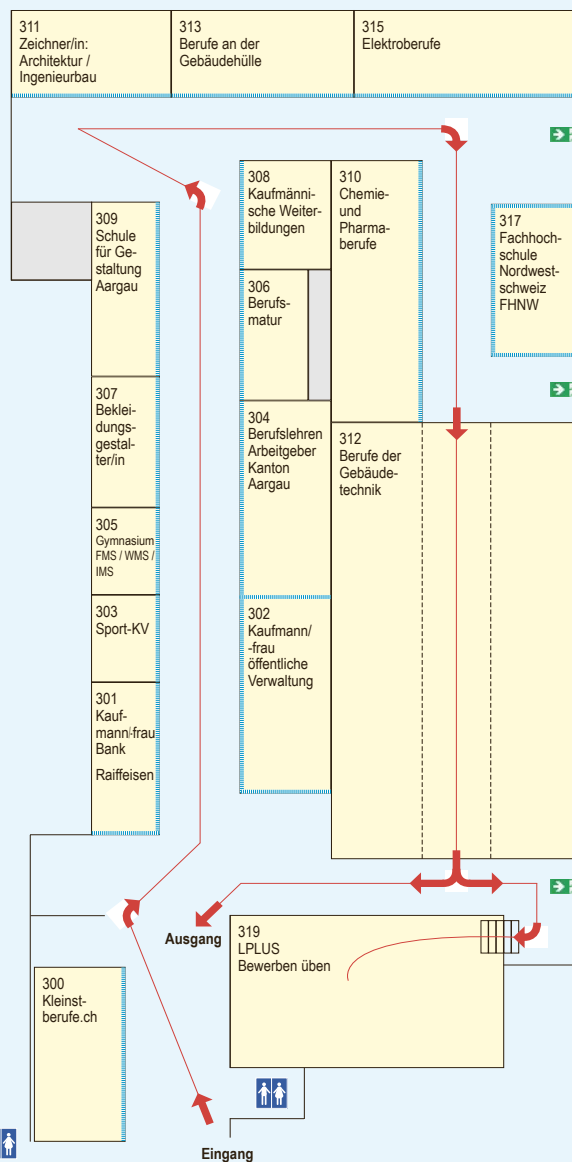 311
Zeichner/in:
Architektur /
Ingenieurbau
313
Berufe an der
Gebäudehülle
315
Elektroberufe
308
Kaufmänni-
sche Weiter-
bildungen
310
Chemie-
und
Pharma-
berufe
309
Schule
für Ge-
staltung
Aargau
317
Fachhoch-
schule
Nordwest-
schweiz
FHNW
306
Berufs-
matur
307
Beklei-
dungs-
gestal-
ter/in
304
Berufslehren
Arbeitgeber
Kanton
Aargau
312
Berufe der
Gebäude-
technik
305
Gymnasium
FMS / WMS /
IMS
303
Sport-KV
302
Kaufmann/
-frau
öffentliche
Verwaltung
301
Kauf-
mann/-frau
Bank
Raiffeisen
Ausgang
319
LPLUS
Bewerben üben
300
Kleinst-
berufe.ch
Eingang